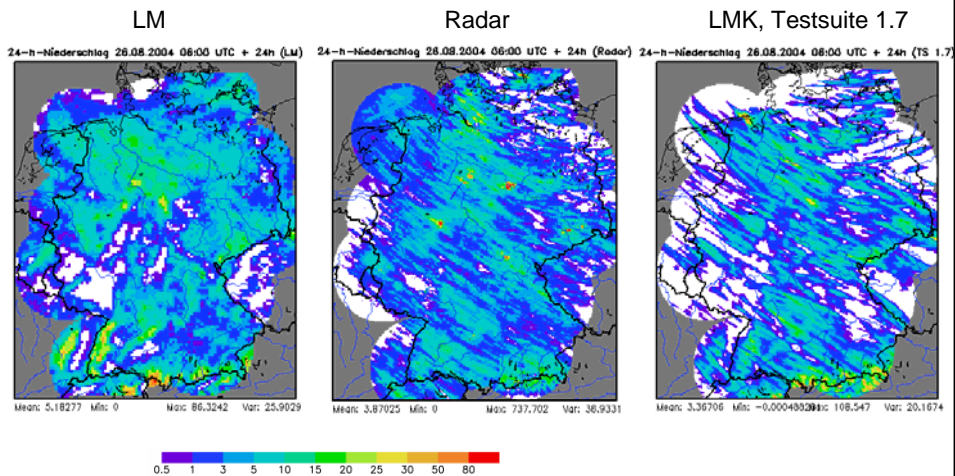 LM Radar LMK, Testsuite 1.7
24-h-Niederschlag 26.08.2004 06:00 UTC + 24h (LM) 24-h-Niederschlag 26.08.2004 06:00 UTC + 24h (Radar) 24-h-Niederschlag 26.08.2004 06:00 UTC + 24h (TS 1.7)
Mean: 5.18277 Min: 0 Max: 86.3242 Var: 25.9029 Mean: 3.87025 Min: 0 Max: 737.702 Var: 38.9331 Mean: 3.36706 Min: Max: 108.547 Var: 20.1674
0.5 1 3 5 10 15 20 25 30 50 80